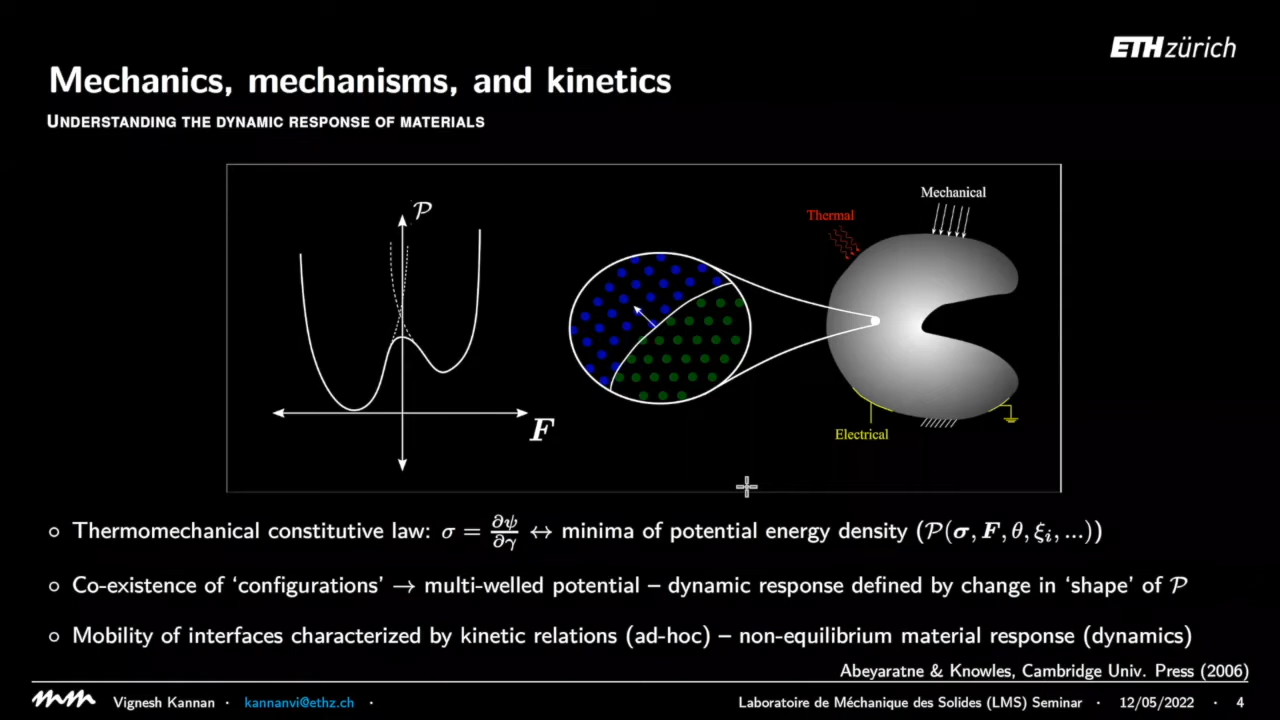 ETH zürich
Mechanics, mechanisms, and kinetics
UNDERSTANDING THE DYNAMIC RESPONSE OF MATERIALS
𝒫
F
Thermal
Mechanical
Electrical
Thermomechanical constitutive law: σ = ∂ψ/∂γ ↔ minima of potential energy density (𝒫(σ, F, θ, ξᵢ, ...))
Co-existence of ‘configurations’ → multi-welled potential – dynamic response defined by change in ‘shape’ of 𝒫
Mobility of interfaces characterized by kinetic relations (ad-hoc) – non-equilibrium material response (dynamics)
Abeyaratne & Knowles, Cambridge Univ. Press (2006)
Vignesh Kannan · kannanvi@ethz.ch · Laboratoire de Méchanique des Solides (LMS) Seminar · 12/05/2022 · 4